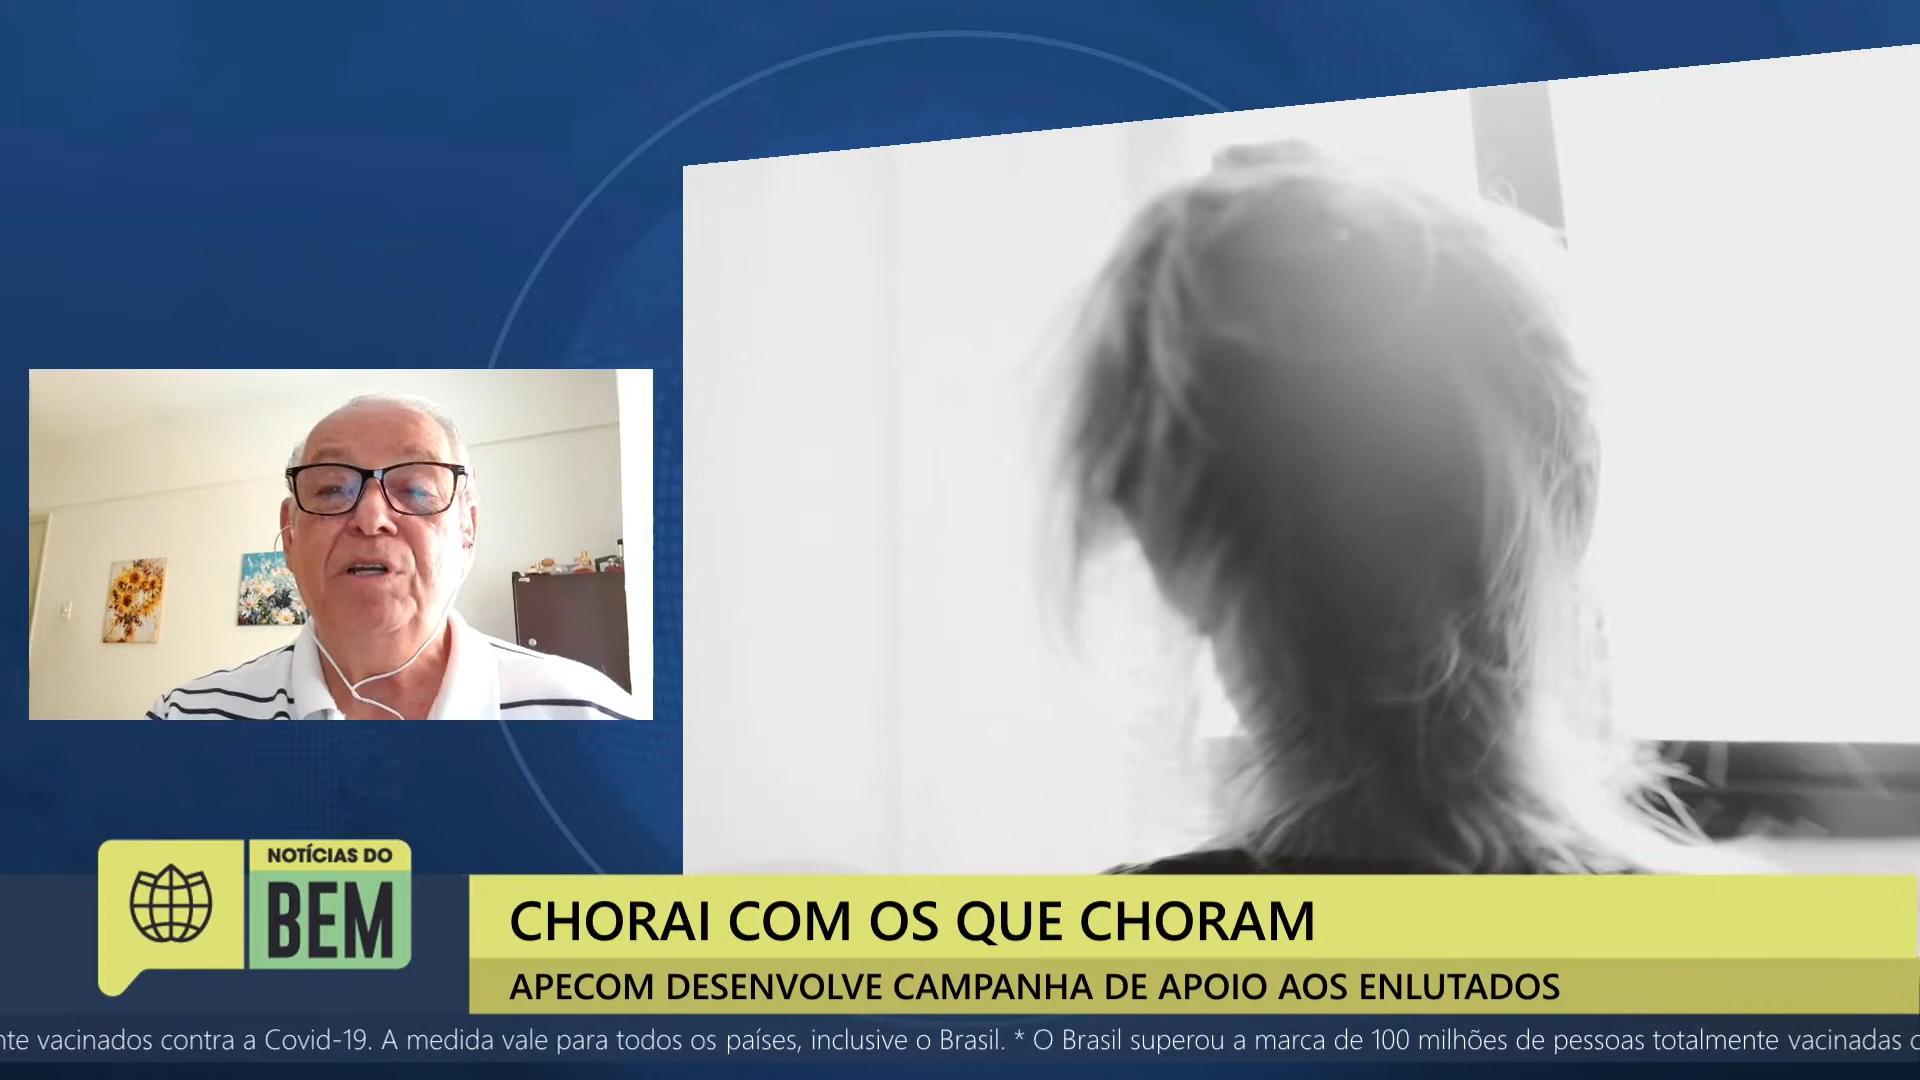 NOTÍCIAS DO
BEM
CHORAI COM OS QUE CHORAM
APECOM DESENVOLVE CAMPANHA DE APOIO AOS ENLUTADOS
vacinados contra a Covid-19. A medida vale para todos os países, inclusive o Brasil. * O Brasil superou a marca de 100 milhões de pessoas totalmente vacinadas